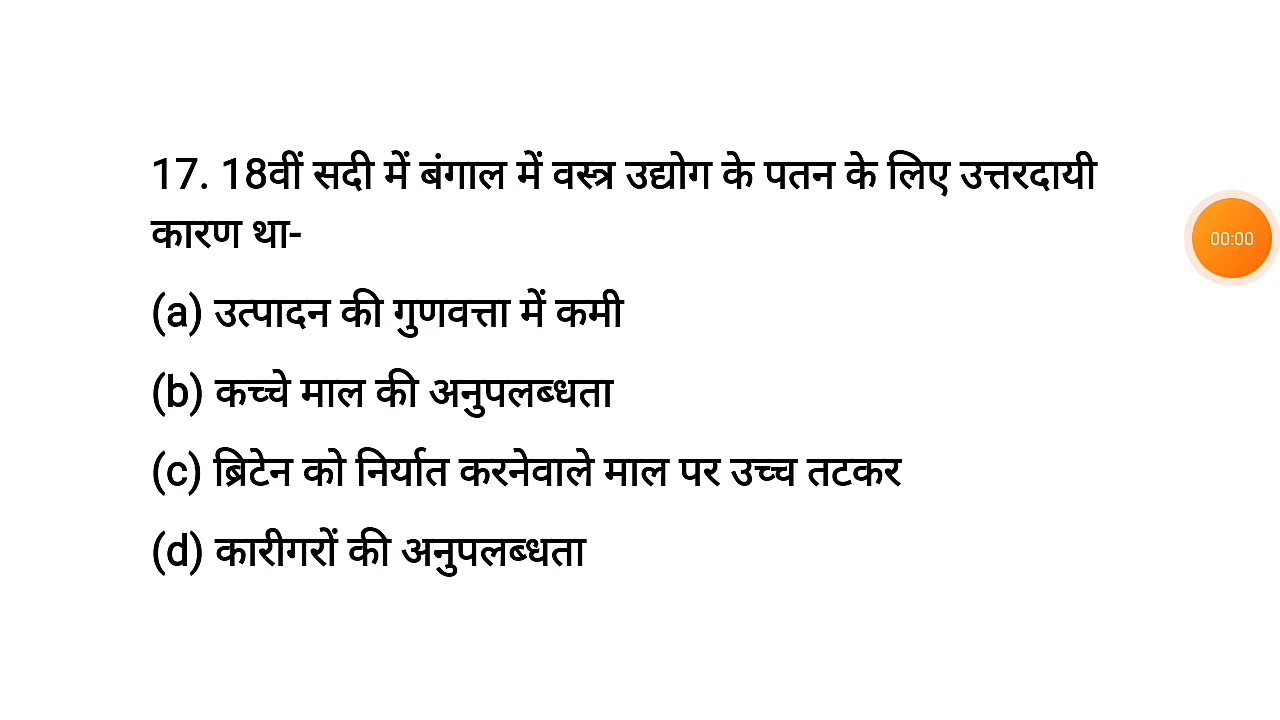 17. 18वीं सदी में बंगाल में वस्त्र उद्योग के पतन के लिए उत्तरदायी
कारण था-
(a) उत्पादन की गुणवत्ता में कमी
(b) कच्चे माल की अनुपलब्धता
(c) ब्रिटेन को निर्यात करनेवाले माल पर उच्च तटकर
(d) कारीगरों की अनुपलब्धता
00:00